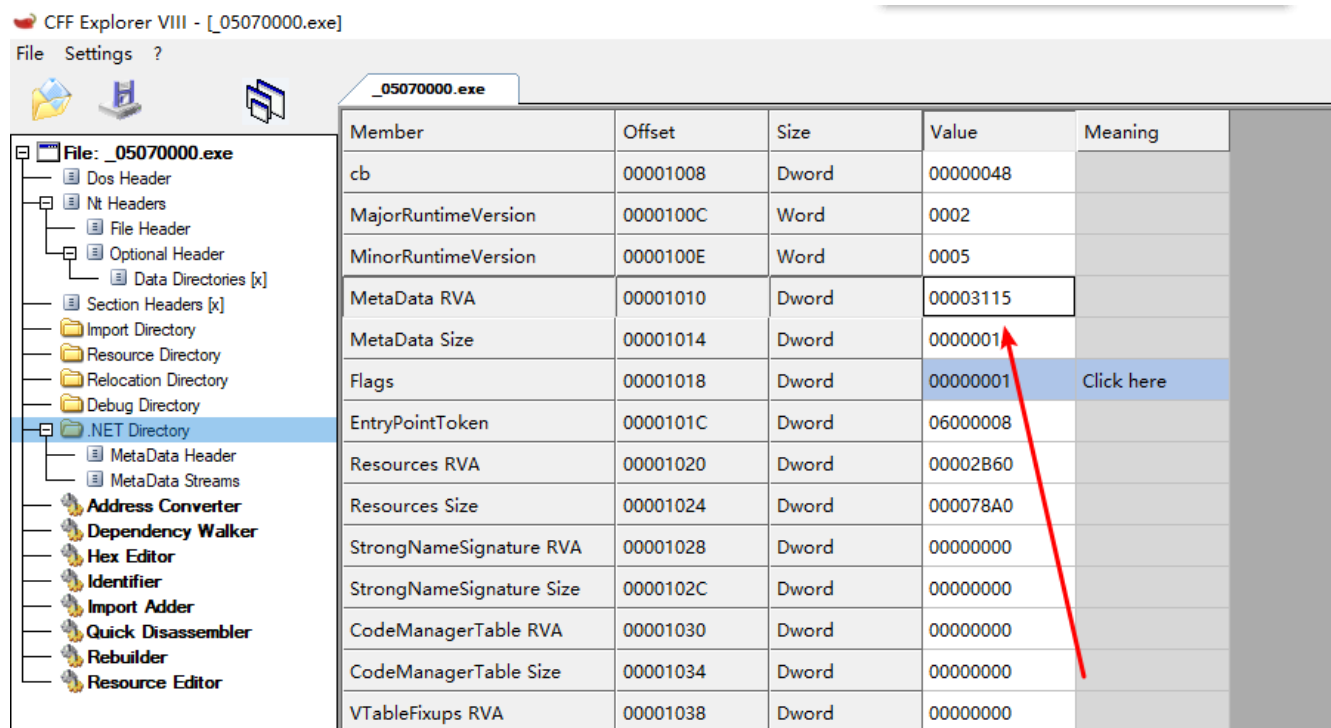 CFF Explorer VIII - [_05070000.exe]
File Settings ?
_05070000.exe
File: _05070000.exe
Dos Header
Nt Headers
File Header
Optional Header
Data Directories [x]
Section Headers [x]
Import Directory
Resource Directory
Relocation Directory
Debug Directory
.NET Directory
MetaData Header
MetaData Streams
Address Converter
Dependency Walker
Hex Editor
Identifier
Import Adder
Quick Disassembler
Rebuilder
Resource Editor
Member Offset Size Value Meaning
cb 00001008 Dword 00000048
MajorRuntimeVersion 0000100C Word 0002
MinorRuntimeVersion 0000100E Word 0005
MetaData RVA 00001010 Dword 00003115
MetaData Size 00001014 Dword
Flags 00001018 Dword 00000001 Click here
EntryPointToken 0000101C Dword 06000008
Resources RVA 00001020 Dword 00002B60
Resources Size 00001024 Dword 000078A0
StrongNameSignature RVA 00001028 Dword 00000000
StrongNameSignature Size 0000102C Dword 00000000
CodeManagerTable RVA 00001030 Dword 00000000
CodeManagerTable Size 00001034 Dword 00000000
VTableFixups RVA 00001038 Dword 00000000